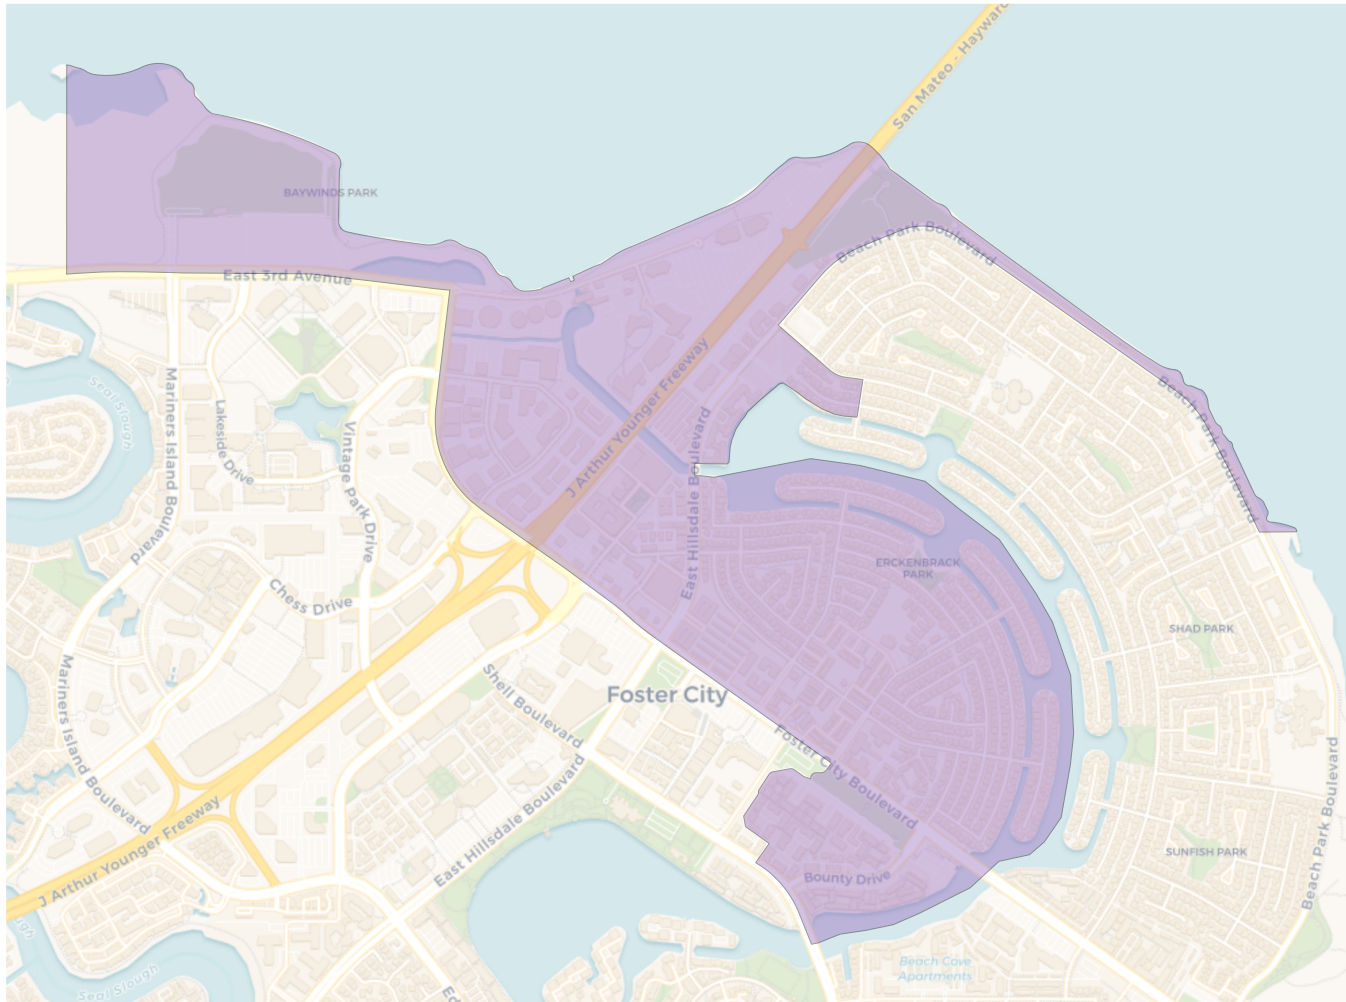 San Mateo - Hayward
BAYWINDS PARK
Beach Park Boulevard
East 3rd Avenue
Seal Slough
Mariners Island Boulevard
Lakeside Drive
Vintage Park Drive
J Arthur Younger Freeway
East Hillsdale Boulevard
Beach Park Boulevard
ERCKENBRACK
PARK
Chess Drive
SHAD PARK
Mariners Island Boulevard
Shell Boulevard
Foster City
Foster City Boulevard
East Hillsdale Boulevard
J Arthur Younger Freeway
SUNFISH PARK
Beach Park Boulevard
Bounty Drive
Beach Cove
Apartments
Seal Slough